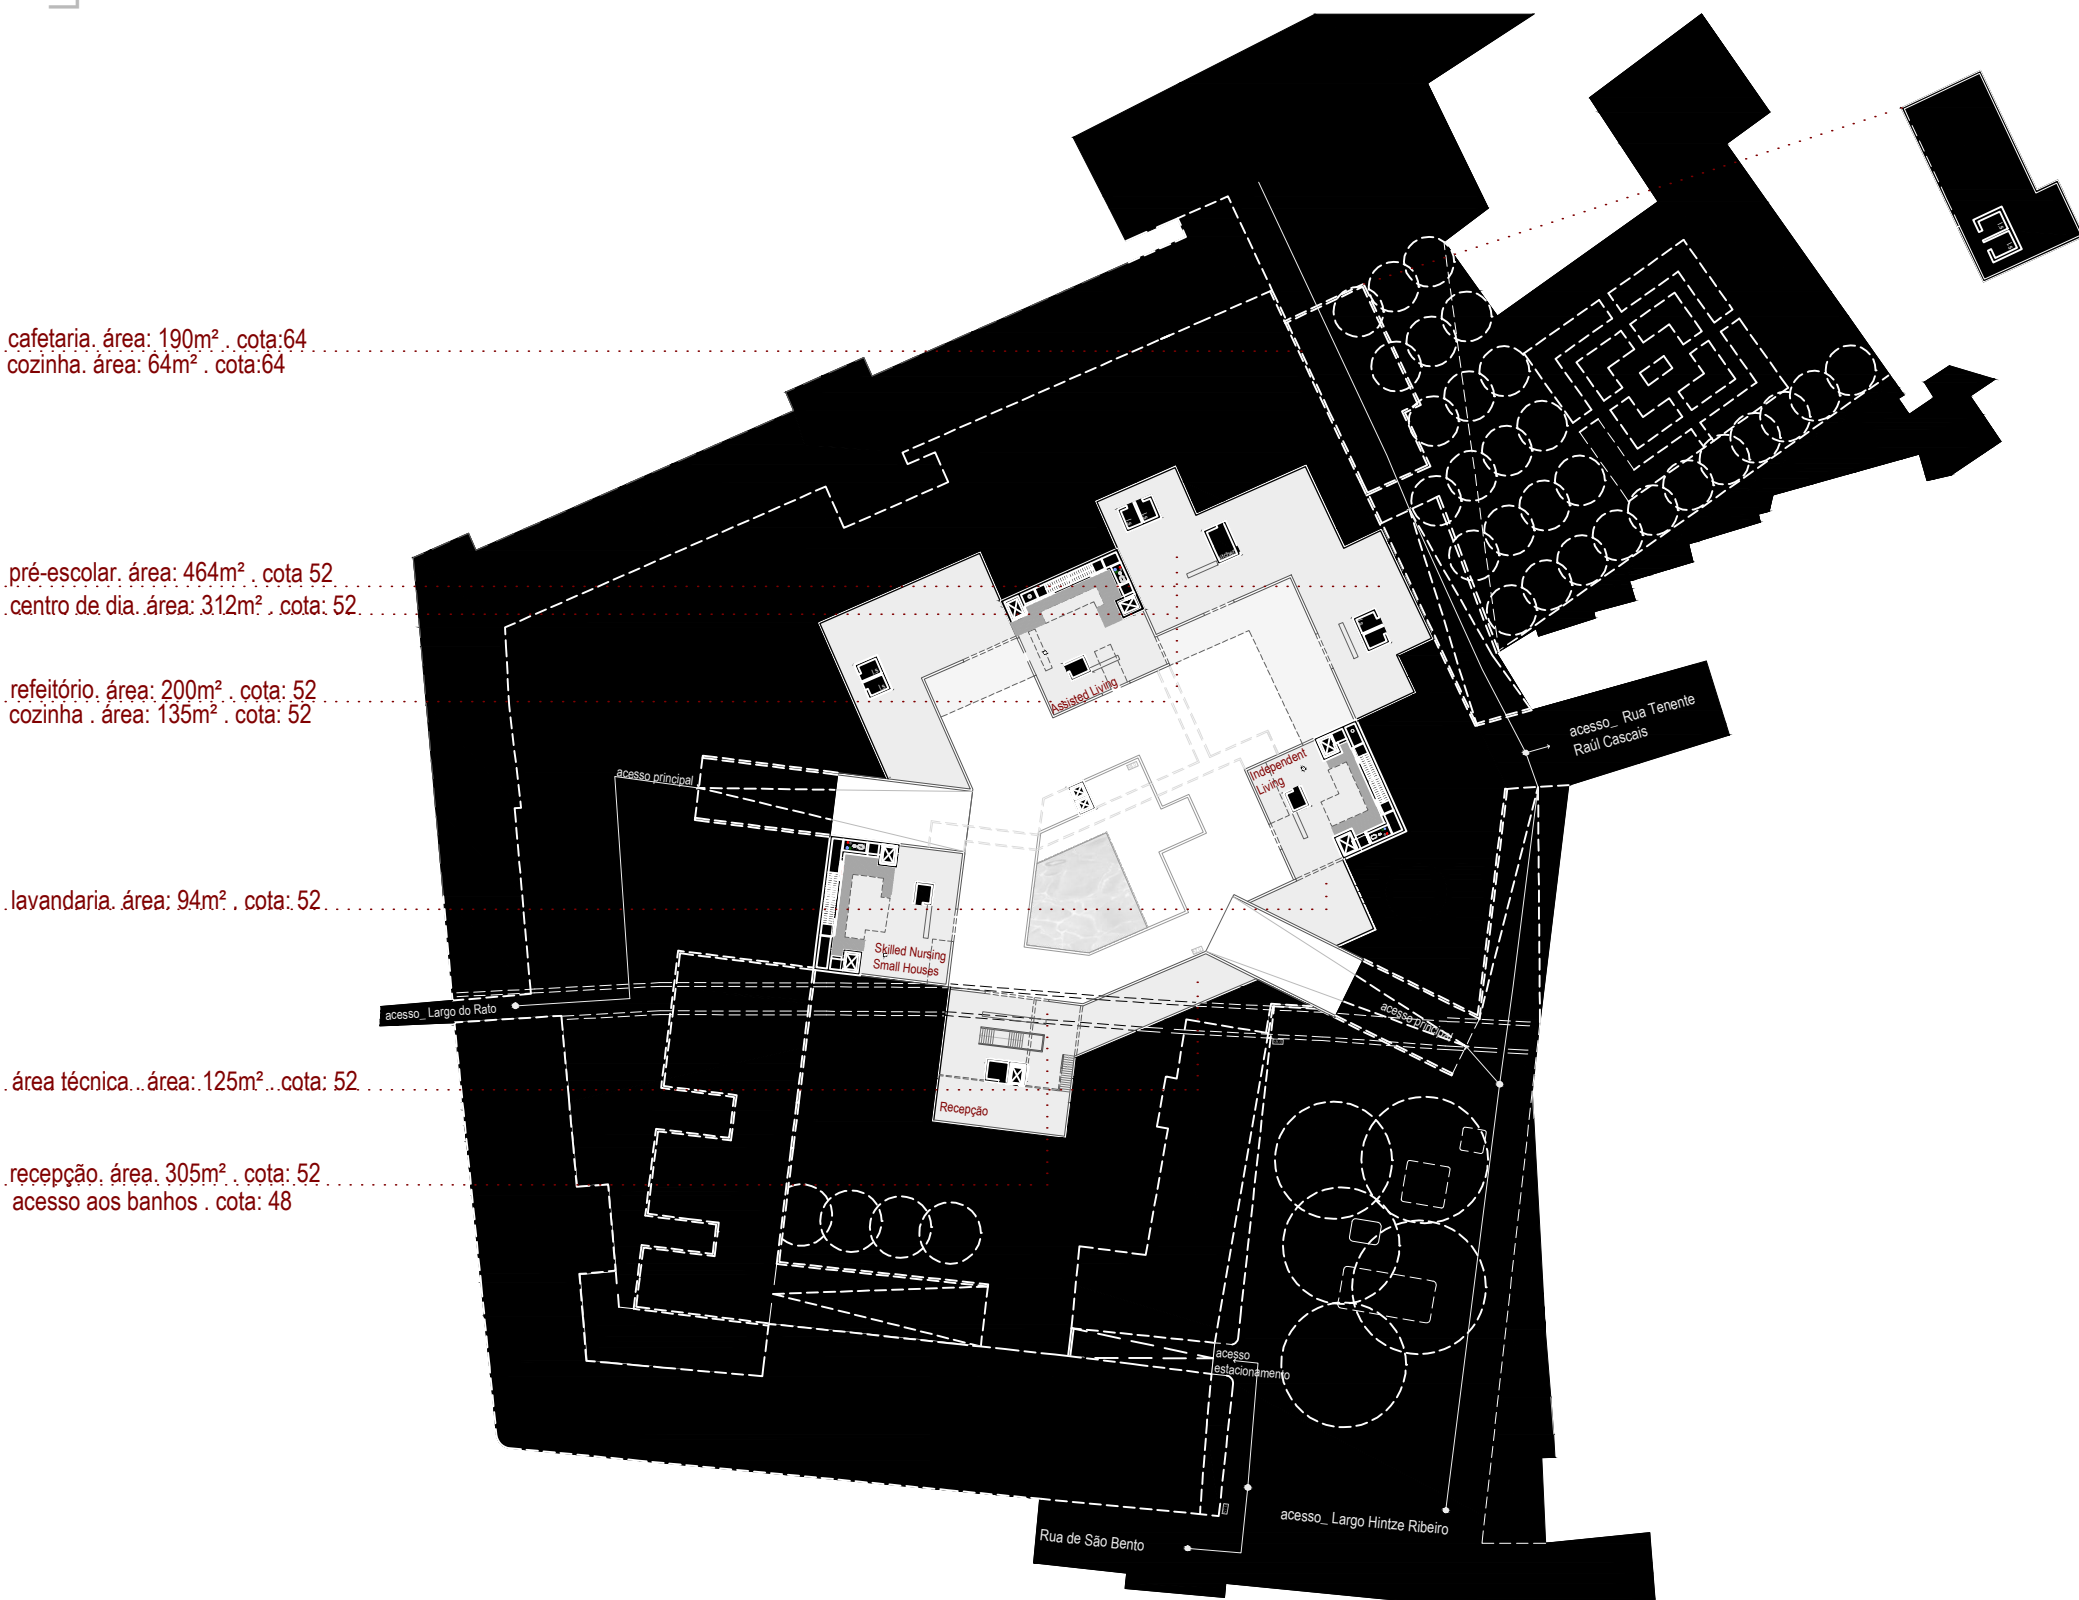 cafetaria. área: 190m² . cota:64
cozinha. área: 64m² . cota:64
pré-escolar. área: 464m² . cota 52
centro de dia. área: 312m² . cota: 52
refeitório. área: 200m² . cota: 52
cozinha . área: 135m² . cota: 52
lavandaria. área: 94m² . cota: 52
área técnica . área: 125m² . cota: 52
recepção. área. 305m² . cota: 52
acesso aos banhos . cota: 48
Assisted Living
Independent
Living
acesso_ Rua Tenente
Raúl Cascais
acesso principal
Skilled Nursing
Small Houses
acesso_ Largo do Rato
acesso principal
Recepção
acesso
estacionamento
acesso_ Largo Hintze Ribeiro
Rua de São Bento